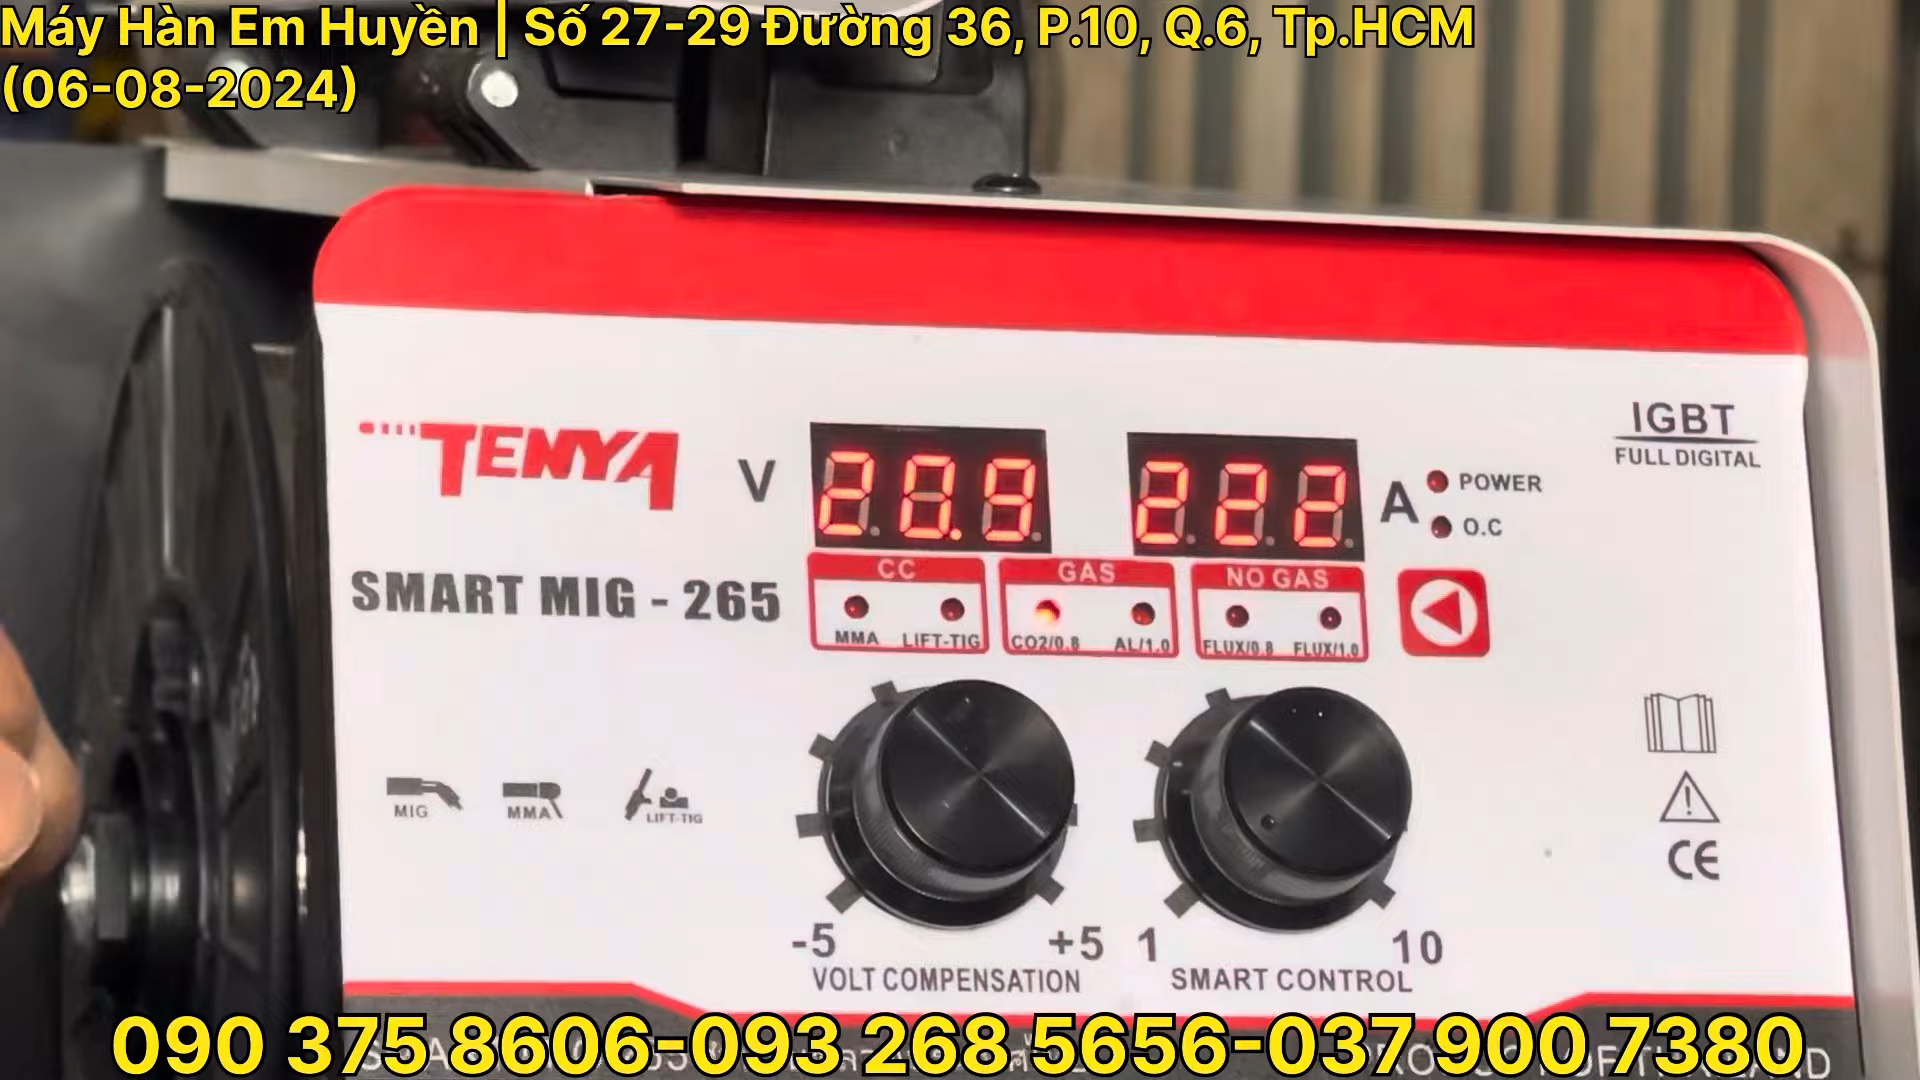 Máy Hàn Em Huyền | Số 27-29 Đường 36, P.10, Q.6, Tp.HCM
(06-08-2024)
IGBT
FULL DIGITAL
TENYA
V
20.9
222
A
POWER
O.C
SMART MIG - 265
CC
GAS
NO GAS
MMA
LIFT-TIG
CO2/0.8
AL/1.0
FLUX/0.8
FLUX/1.0
MIG
MMA
LIFT-TIG
CE
-5
+5
1
10
VOLT COMPENSATION
SMART CONTROL
090 375 8606-093 268 5656-037 900 7380